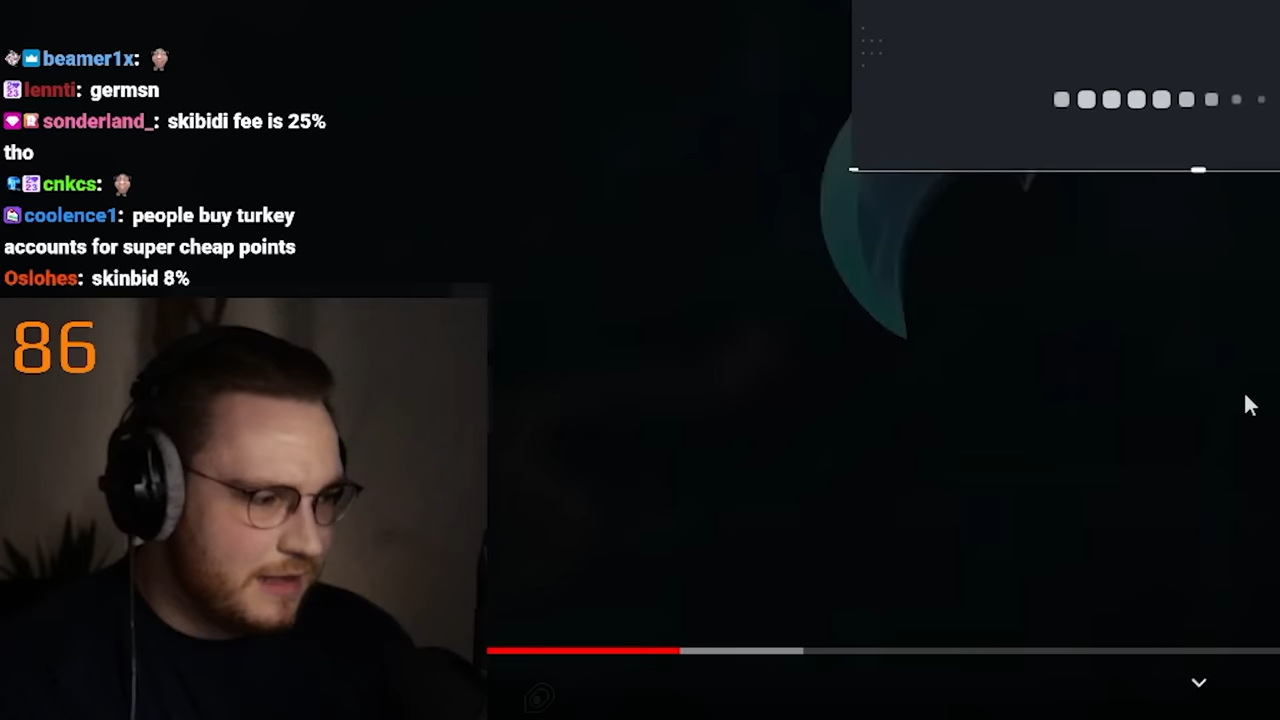 beamer1x:
lennti: germsn
sonderland_: skibidi fee is 25%
tho
cnkcs:
coolence1: people buy turkey
accounts for super cheap points
Oslohes: skinbid 8%
86